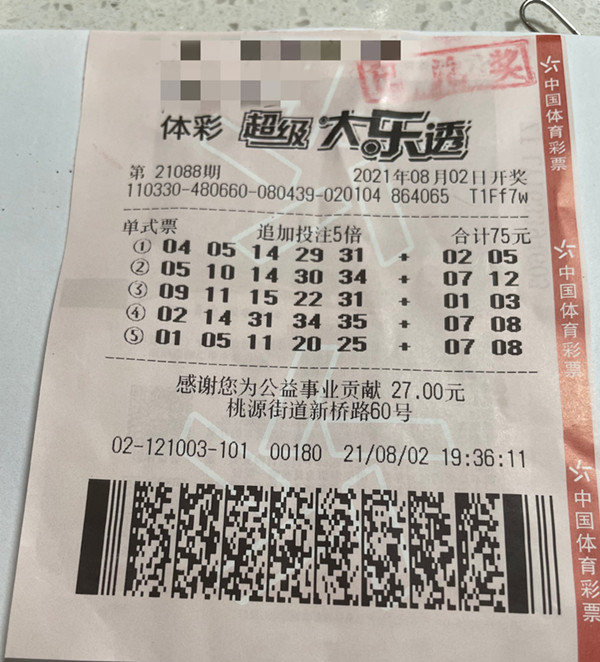 体彩 超级大乐透
第 21088期 2021年08月02日开奖
110330-480660-080439-020104 864065 T1Ff7w
单式票 追加投注5倍 合计75元
① 04 05 14 29 31 + 02 05
② 05 10 14 30 34 + 07 12
③ 09 11 15 22 31 + 01 03
④ 02 14 31 34 35 + 07 08
⑤ 01 05 11 20 25 + 07 08
感谢您为公益事业贡献 27.00元
桃源街道新桥路60号
02-121003-101 00180 21/08/02 19:36:11
中国体育彩票
中国体育彩票
中国体育彩票